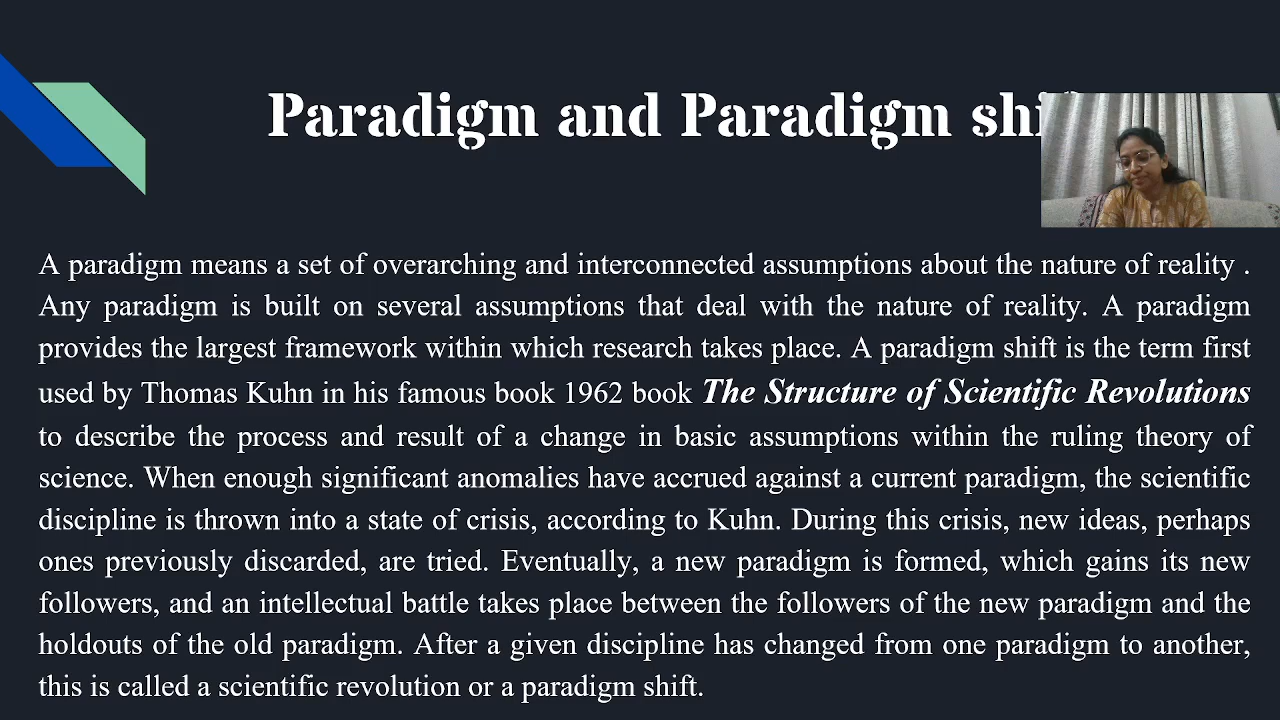 Paradigm and Paradigm
A paradigm means a set of overarching and interconnected assumptions about the nature of reality .
Any paradigm is built on several assumptions that deal with the nature of reality. A paradigm
provides the largest framework within which research takes place. A paradigm shift is the term first
used by Thomas Kuhn in his famous book 1962 book The Structure of Scientific Revolutions
to describe the process and result of a change in basic assumptions within the ruling theory of
science. When enough significant anomalies have accrued against a current paradigm, the scientific
discipline is thrown into a state of crisis, according to Kuhn. During this crisis, new ideas, perhaps
ones previously discarded, are tried. Eventually, a new paradigm is formed, which gains its new
followers, and an intellectual battle takes place between the followers of the new paradigm and the
holdouts of the old paradigm. After a given discipline has changed from one paradigm to another,
this is called a scientific revolution or a paradigm shift.